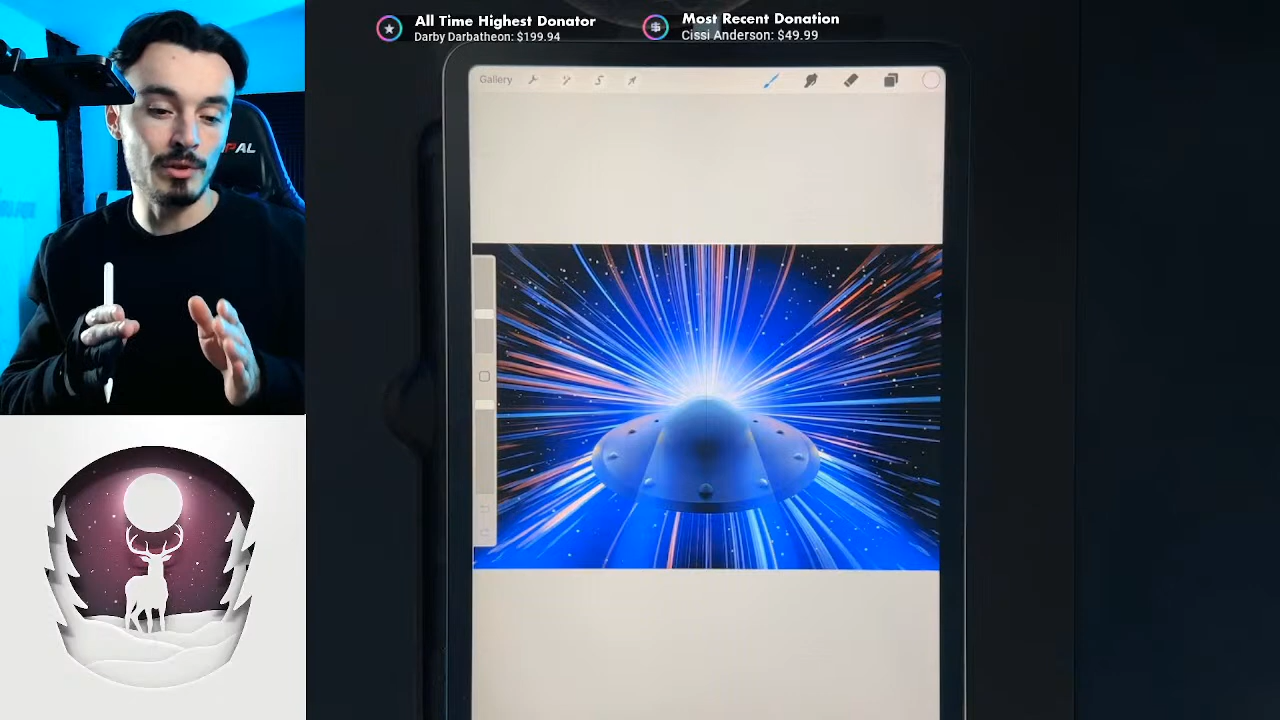 All Time Highest Donator
Darby Darbatheon: $199.94
Most Recent Donation
Cissi Anderson: $49.99
Gallery
PAL